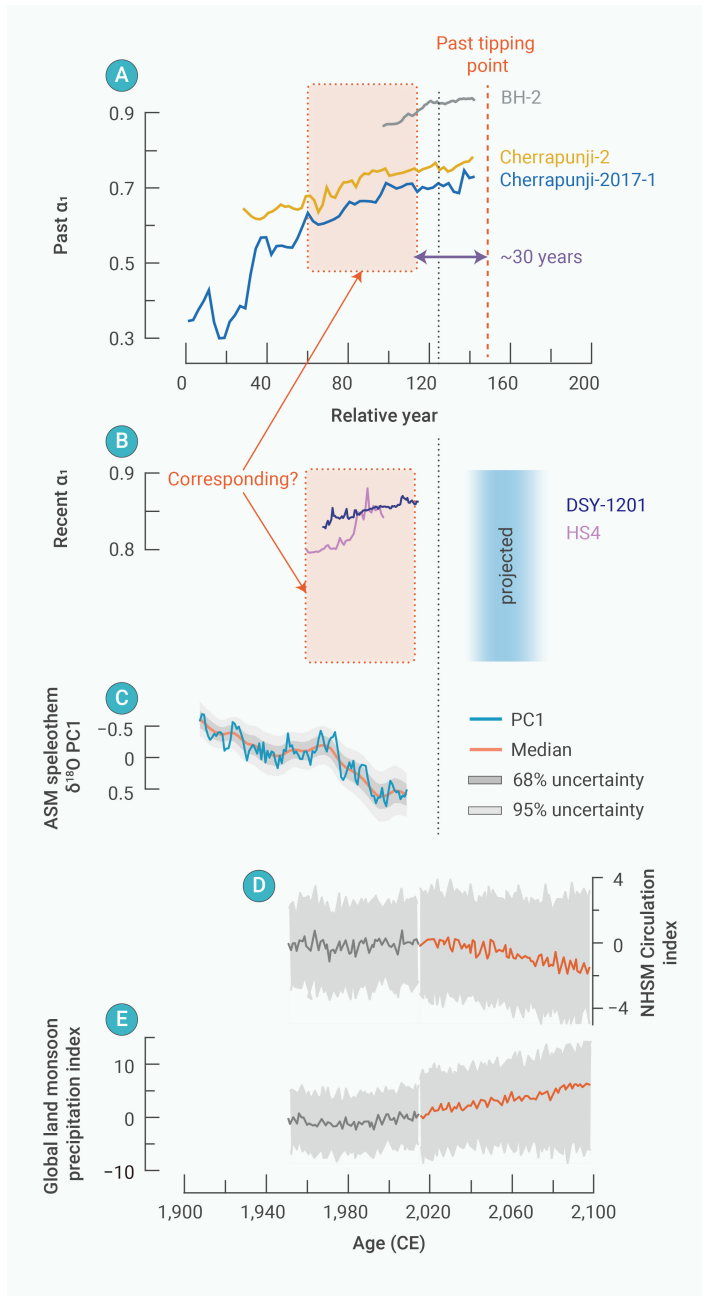 A
Past tipping
point
BH-2
Cherrapunji-2
Cherrapunji-2017-1
~30 years
Past α₁
0.9
0.7
0.5
0.3
0 40 80 120 160 200
Relative year
B
Corresponding?
Recent α₁
0.9
0.8
projected
DSY-1201
HS4
C
ASM speleothem
δ¹⁸O PC1
−0.5
0
0.5
PC1
Median
68% uncertainty
95% uncertainty
D
4
0
−4
NHSM Circulation
index
E
Global land monsoon
precipitation index
10
0
−10
1,900 1,940 1,980 2,020 2,060 2,100
Age (CE)